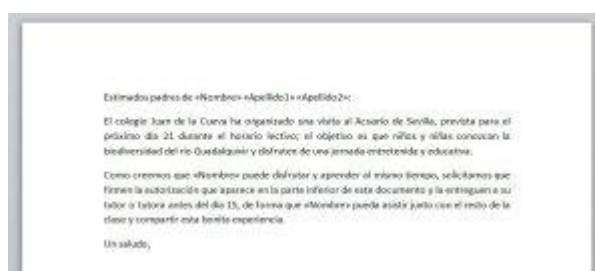 Estimados padres de «Nombre» «Apellido1» «Apellido2»:
El colegio Juan de la Cueva ha organizado una visita al Acuario de Sevilla, prevista para el
próximo día 21 durante el horario lectivo; el objetivo es que niños y niñas conozcan la
biodiversidad del río Guadalquivir y disfruten de una jornada entretenida y educativa.
Como creemos que «Nombre» puede disfrutar y aprender al mismo tiempo, solicitamos que
firmen la autorización que aparece en la parte inferior de este documento y la entreguen a su
tutor o tutora antes del día 15, de forma que «Nombre» pueda asistir junto con el resto de la
clase y compartir esta bonita experiencia.
Un saludo,